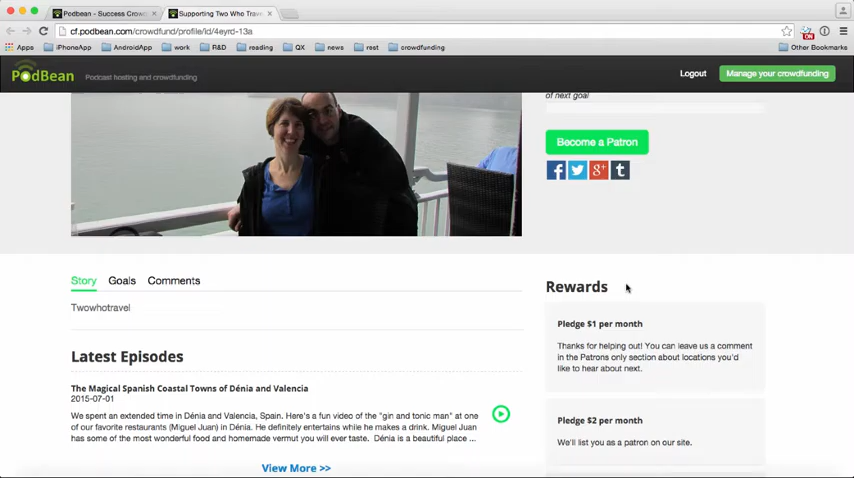 Podbean - Success Crowd
Supporting Two Who Trave
cf.podbean.com/crowdfund/profile/id/4eyrd-13a
ON
Apps iPhoneApp AndroidApp work R&D reading QX news rest crowdfunding Other Bookmarks
PodBean Podcast hosting and crowdfunding Logout Manage your crowdfunding
of next goal
Become a Patron
f g+ t
Story Goals Comments
Twowhotravel
Latest Episodes
The Magical Spanish Coastal Towns of Dénia and Valencia
2015-07-01
We spent an extended time in Dénia and Valencia, Spain. Here's a fun video of the "gin and tonic man" at one
of our favorite restaurants (Miguel Juan) in Dénia. He definitely entertains while he makes a drink. Miguel Juan
has some of the most wonderful food and homemade vermut you will ever taste. Dénia is a beautiful place ...
View More >>
Rewards
Pledge $1 per month
Thanks for helping out! You can leave us a comment
in the Patrons only section about locations you'd
like to hear about next.
Pledge $2 per month
We'll list you as a patron on our site.